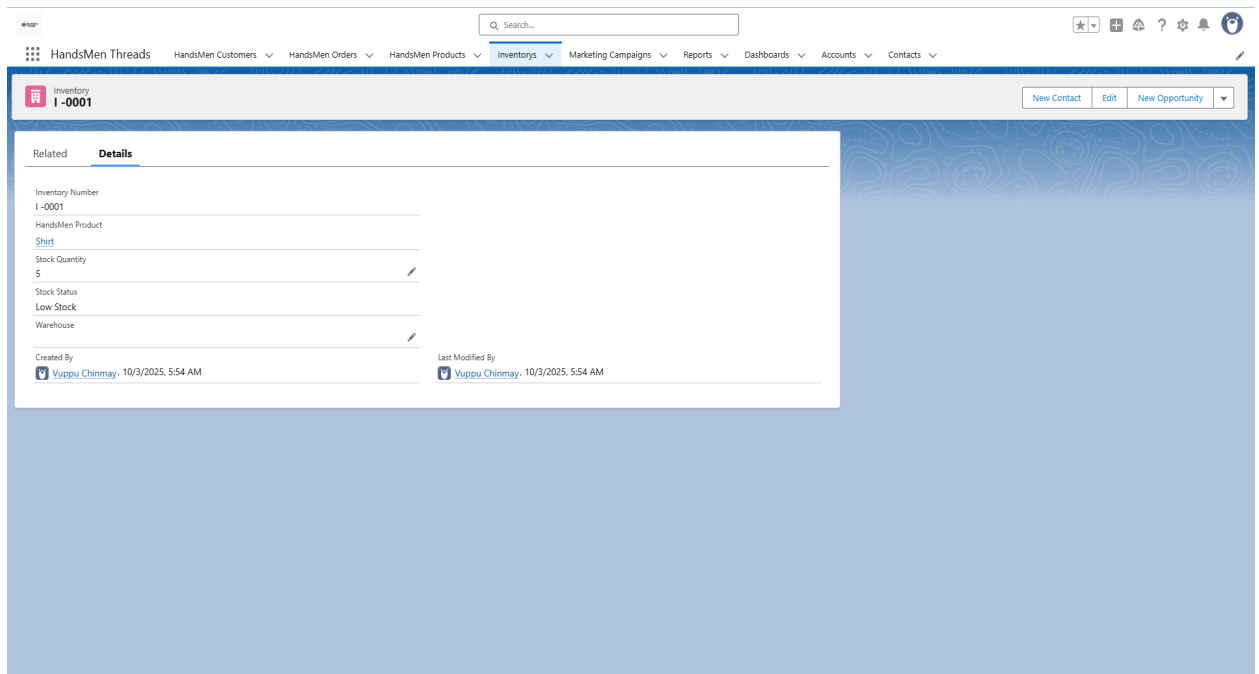 Search...
HandsMen Threads
HandsMen Customers
HandsMen Orders
HandsMen Products
Inventorys
Marketing Campaigns
Reports
Dashboards
Accounts
Contacts
Inventory
I -0001
New Contact
Edit
New Opportunity
Related
Details
Inventory Number
I -0001
HandsMen Product
Shirt
Stock Quantity
5
Stock Status
Low Stock
Warehouse
Created By
Vuppu Chinmay, 10/3/2025, 5:54 AM
Last Modified By
Vuppu Chinmay, 10/3/2025, 5:54 AM